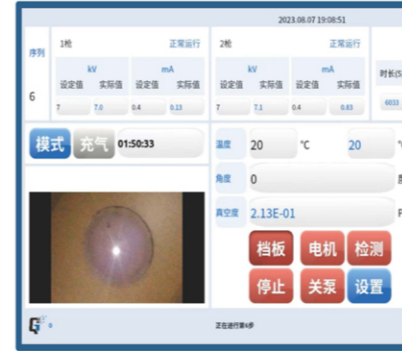 2023.08.07 19:08:51
序列 6
1枪 正常运行
kV mA
设定值 实际值 设定值 实际值
7 7.0 0.4 0.13
2枪 正常运行
kV mA
设定值 实际值 设定值 实际值
7 7.1 0.4 0.83
时长(S
6033
模式 充气 01:50:33
温度 20 ℃ 20
角度 0
真空度 2.13E-01 P
档板 电机 检测
停止 关泵 设置
正在进行第6步